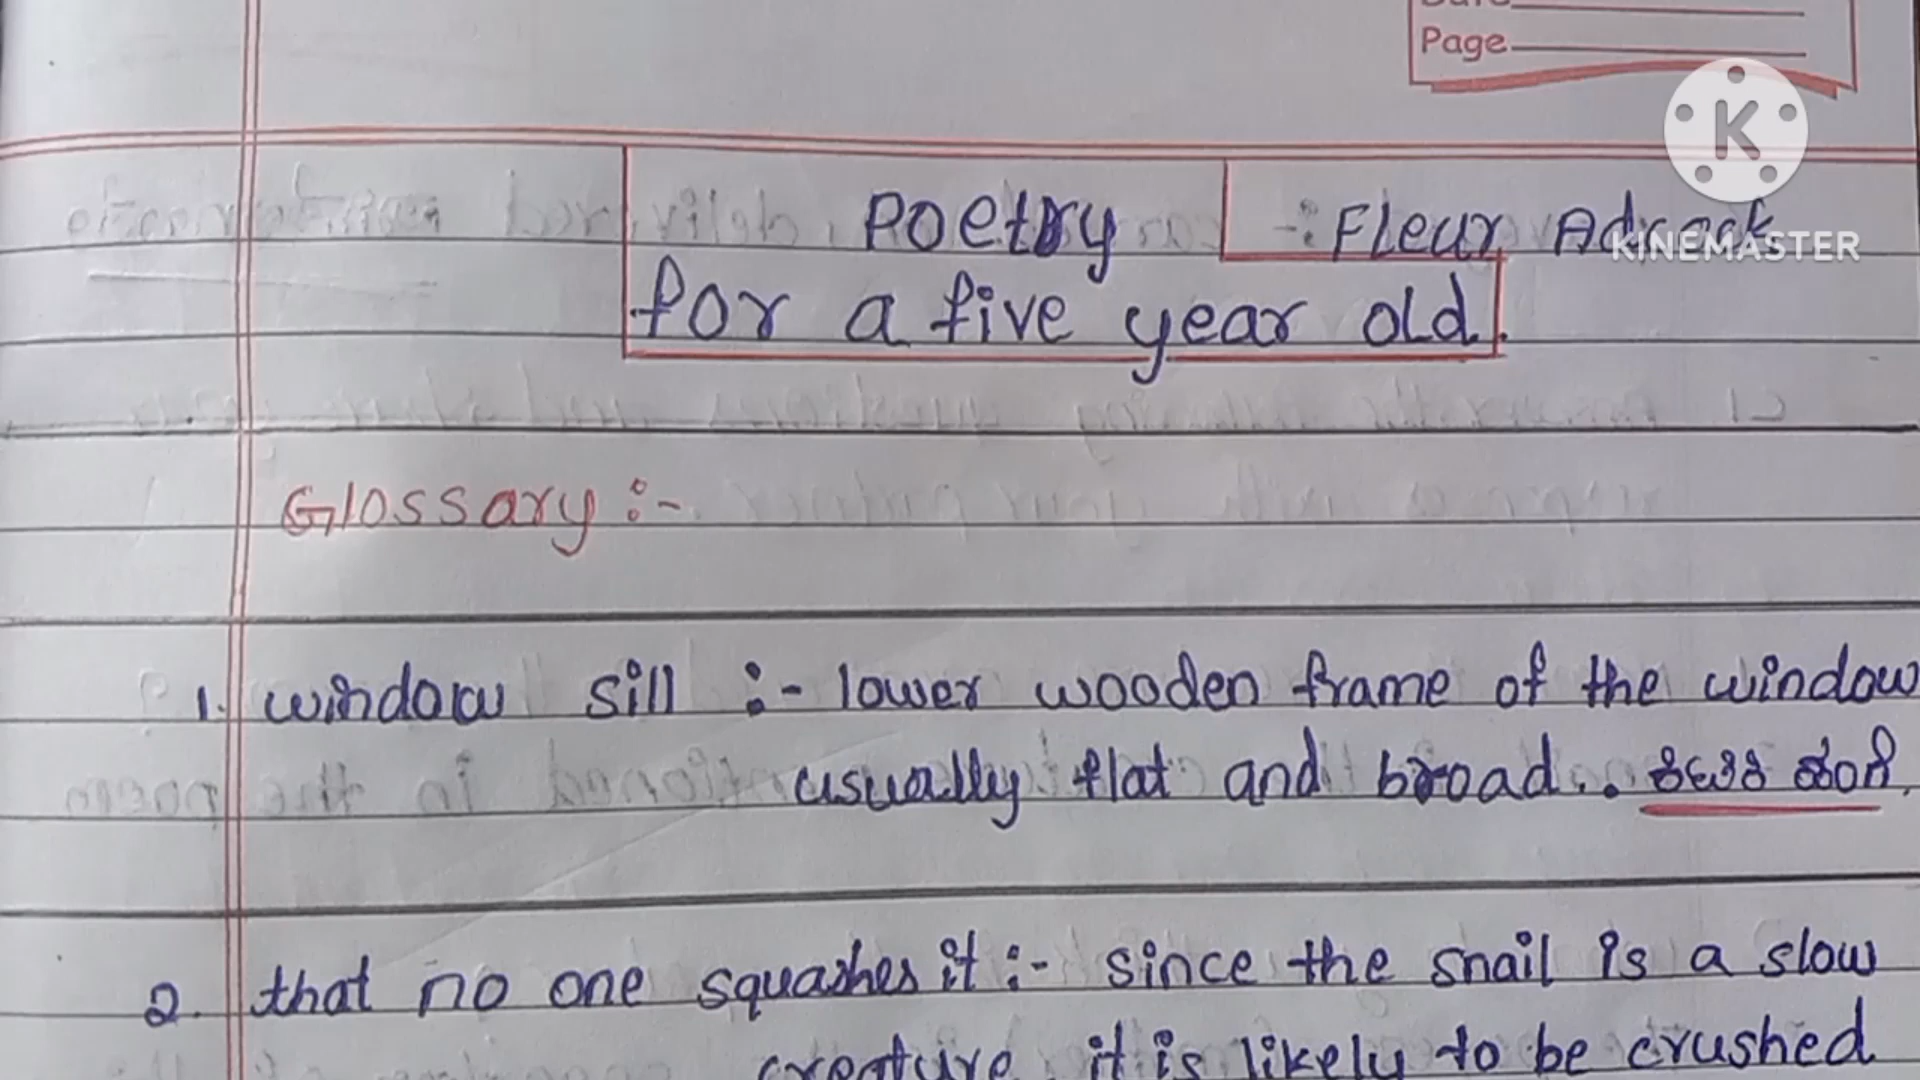 Page
Poetry :- Fleur Adcock
for a five year old.
KINEMASTER
Glossary :-
1. window sill :- lower wooden frame of the window
usually flat and broad. ಕಿಟಕಿ
2. that no one squashes it :- since the snail is a slow
creature, it is likely to be crushed